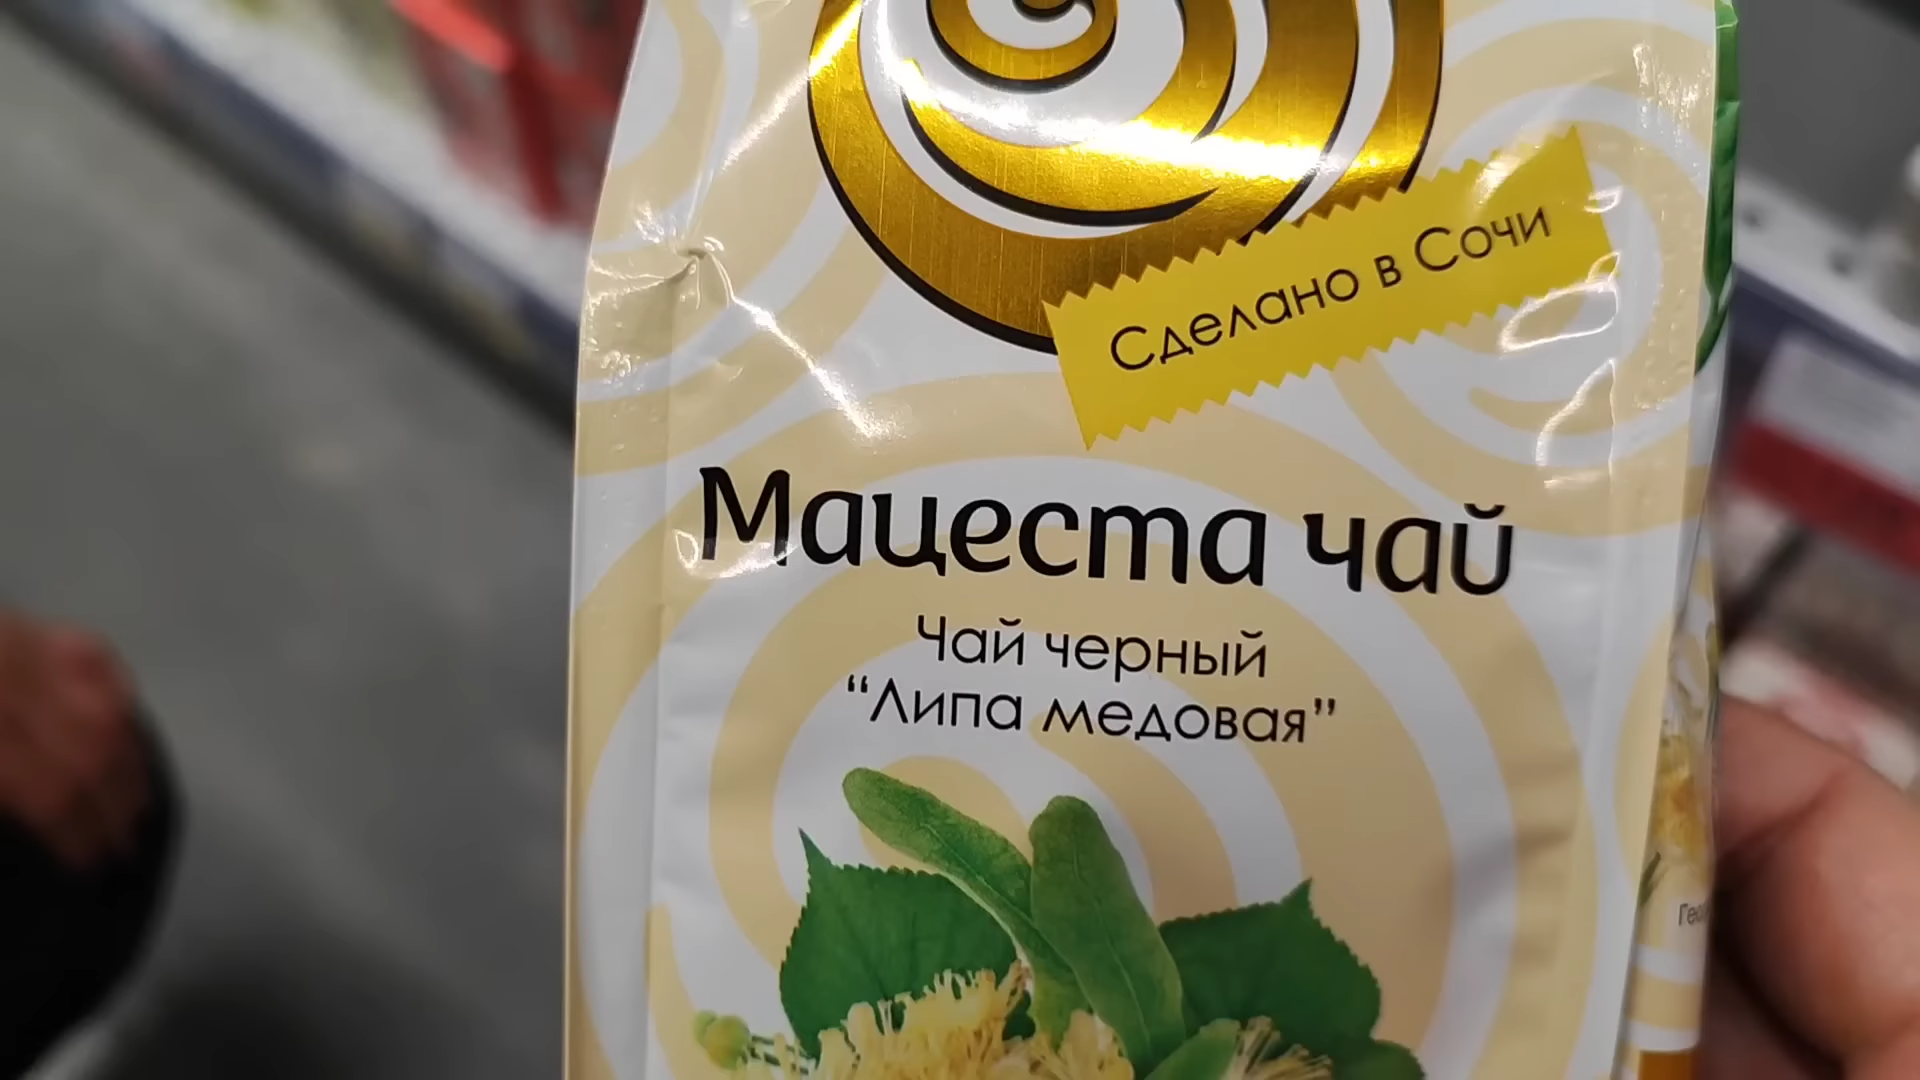 Сделано в Сочи
Мацеста чай
Чай черный
“Липа медовая”